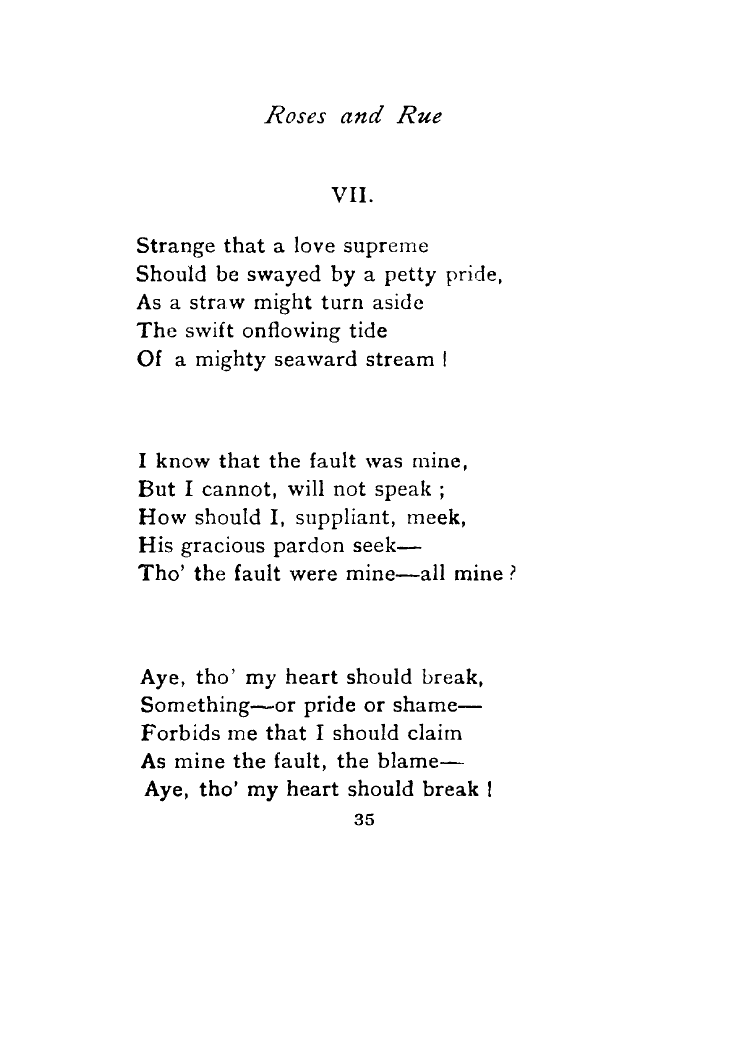 Roses and Rue
VII.
Strange that a love supreme
Should be swayed by a petty pride,
As a straw might turn aside
The swift onflowing tide
Of a mighty seaward stream !
I know that the fault was mine,
But I cannot, will not speak ;
How should I, suppliant, meek,
His gracious pardon seek—
Tho' the fault were mine—all mine ?
Aye, tho' my heart should break,
Something—or pride or shame—
Forbids me that I should claim
As mine the fault, the blame—
Aye, tho' my heart should break !
35